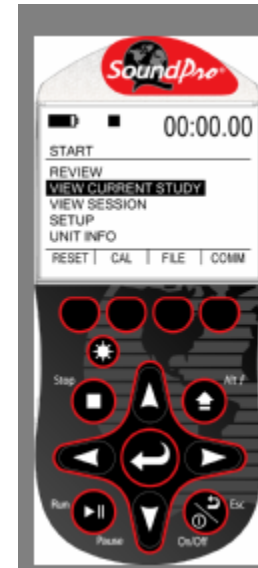 SoundPro
00:00.00
START
REVIEW
VIEW CURRENT STUDY
VIEW SESSION
SETUP
UNIT INFO
RESET CAL FILE COMM
Stop Alt f
Run Esc
Pause On/Off